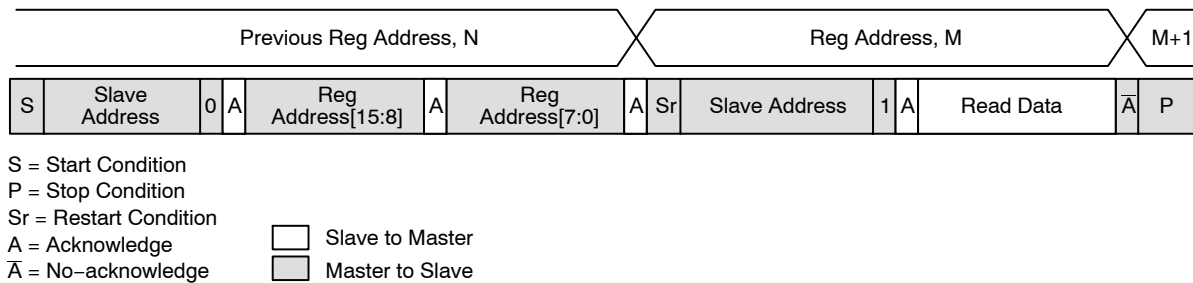 Previous Reg Address, N
Reg Address, M
M+1
S
Slave
Address
0
A
Reg
Address[15:8]
A
Reg
Address[7:0]
A
Sr
Slave Address
1
A
Read Data
A̅
P
S = Start Condition
P = Stop Condition
Sr = Restart Condition
A = Acknowledge
A̅ = No−acknowledge
Slave to Master
Master to Slave